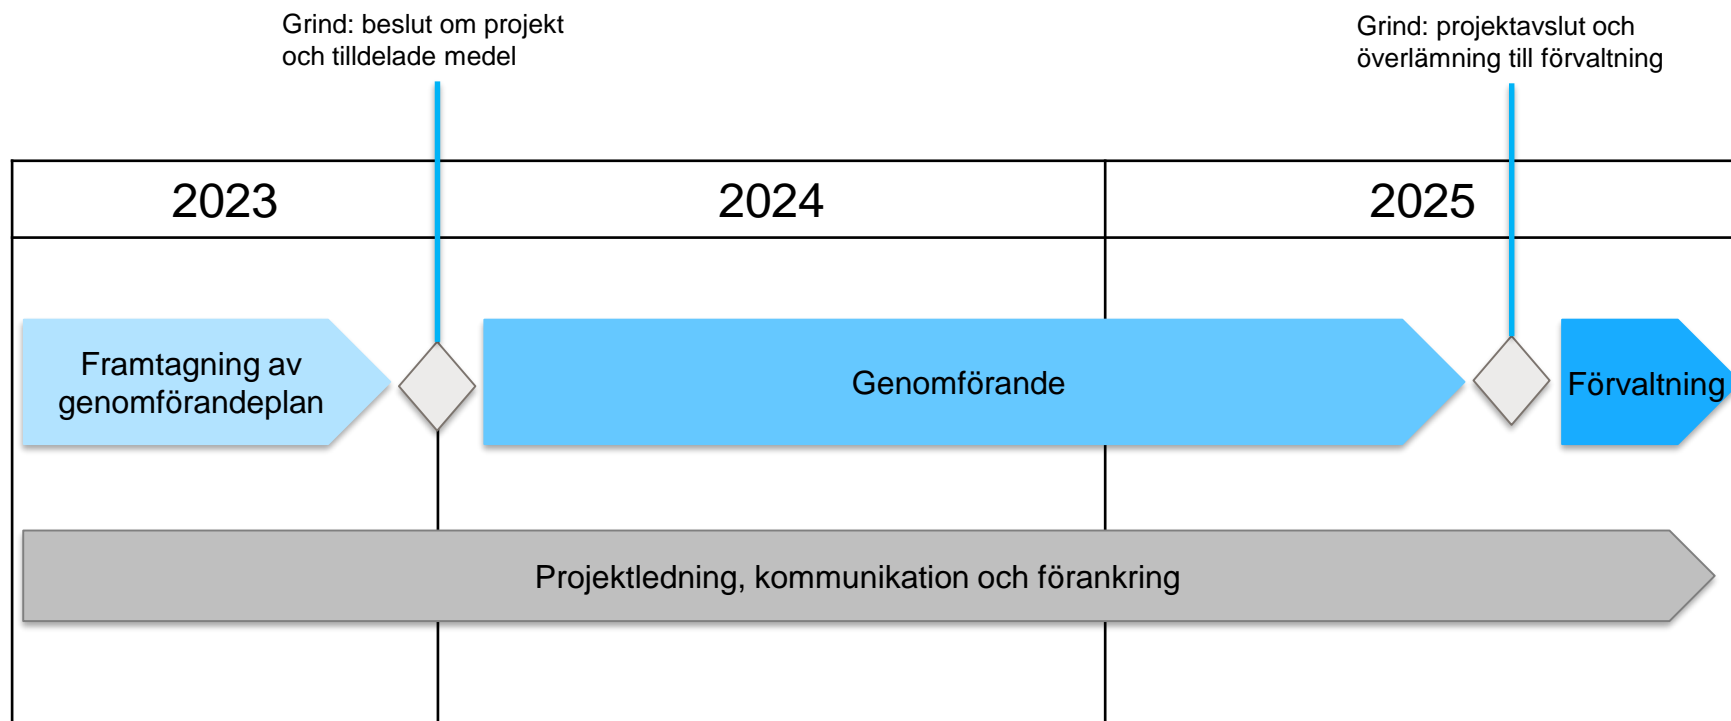 Grind: beslut om projekt
och tilldelade medel
Grind: projektavslut och
överlämning till förvaltning
2023
2024
2025
Framtagning av
genomförandeplan
Genomförande
Förvaltning
Projektledning, kommunikation och förankring